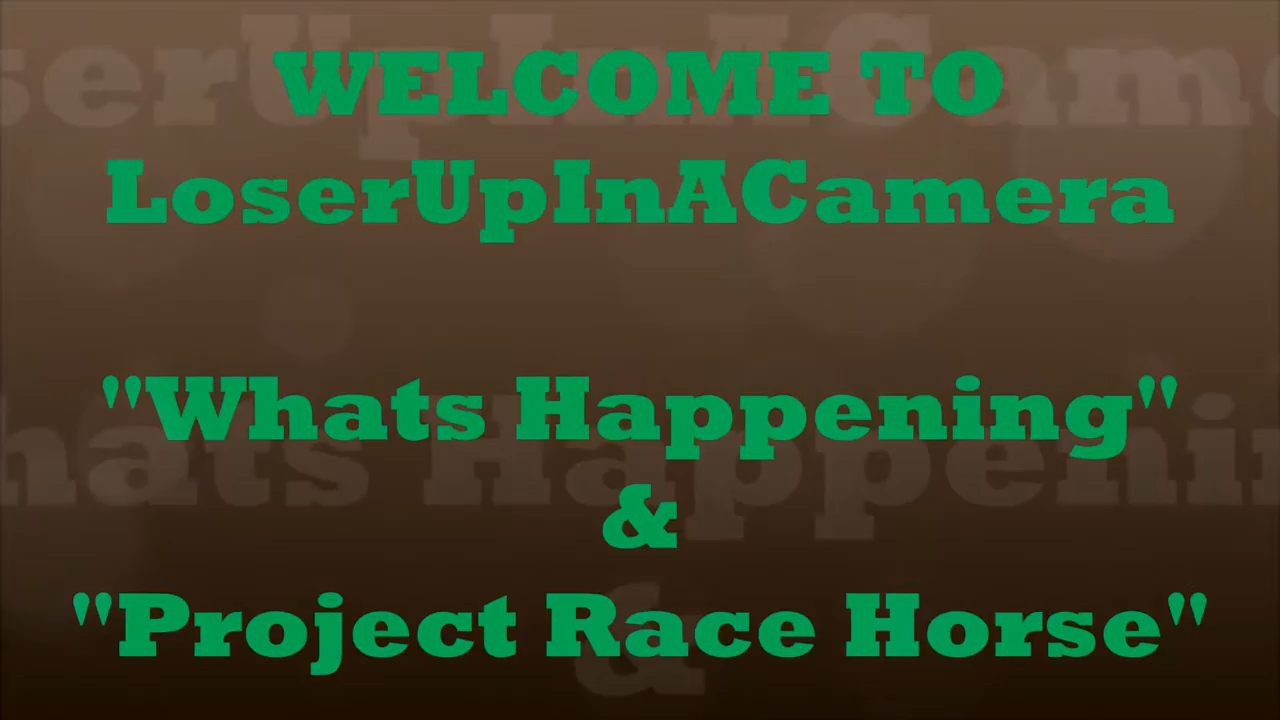 WELCOME TO
LoserUpInACamera
"Whats Happening"
&
"Project Race Horse"